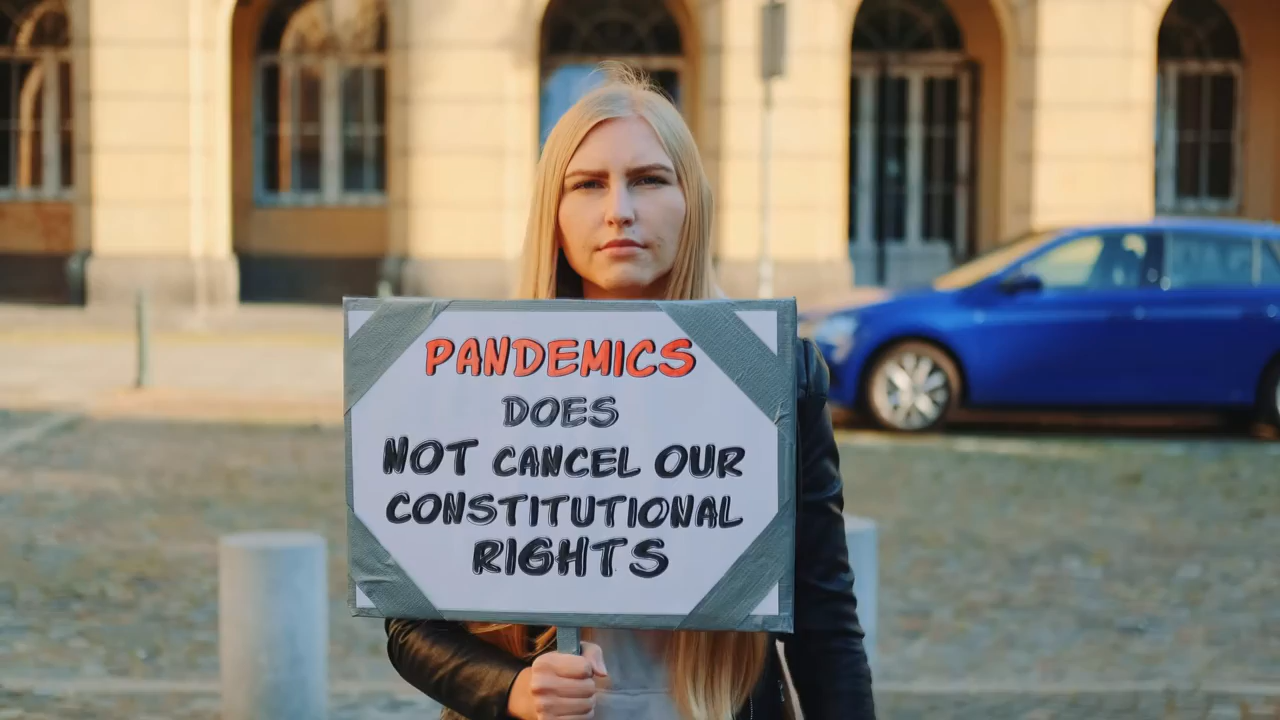 PANDEMICS
DOES
NOT CANCEL OUR
CONSTITUTIONAL
RIGHTS